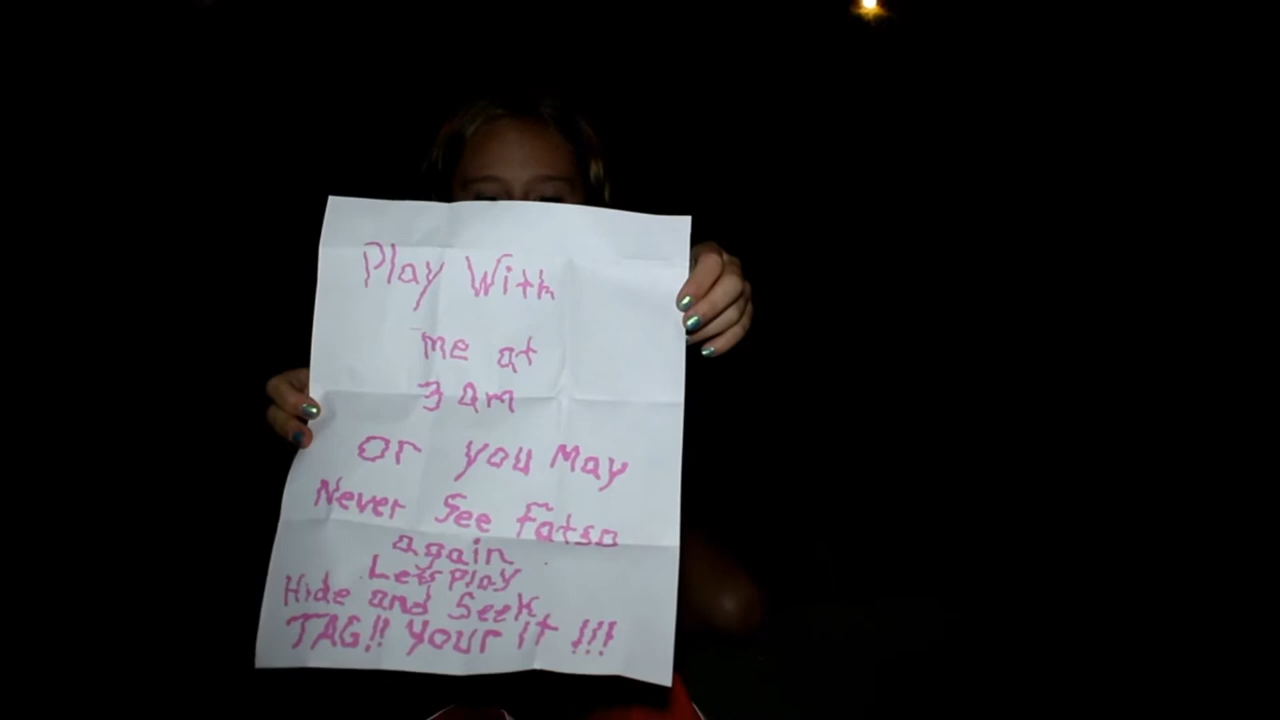 Play With
me at
3 am
or you May
Never See Fatso
again
Lets Play
Hide and Seek
TAG!! Your it !!!